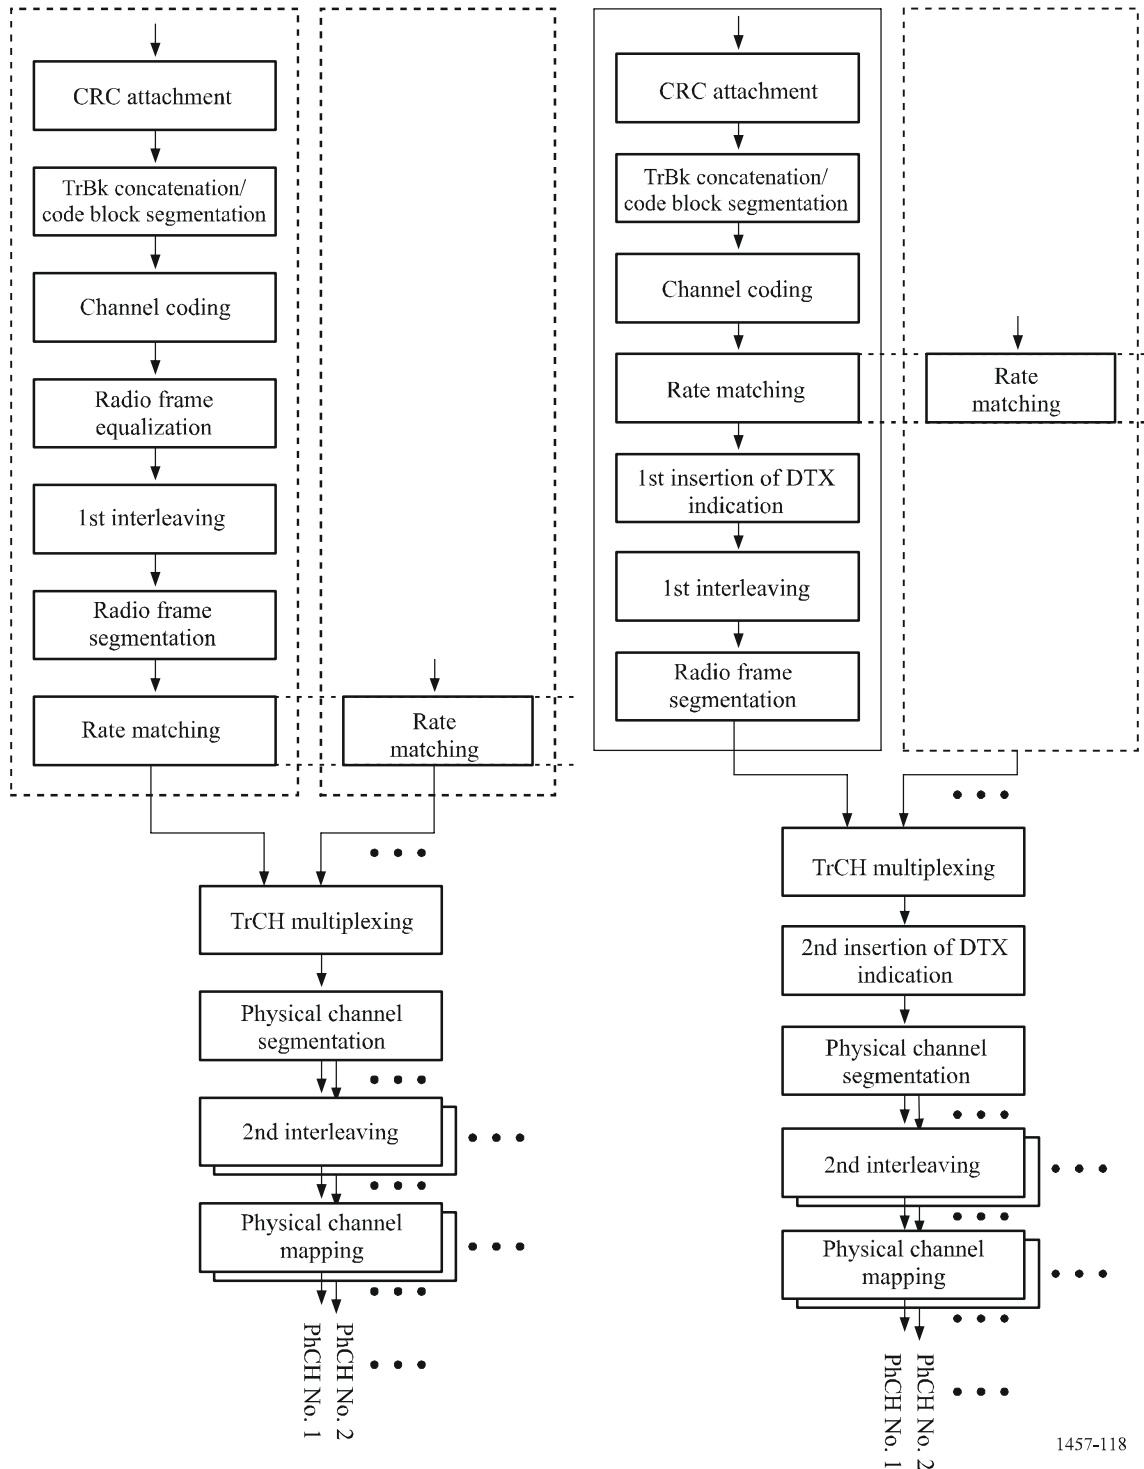 CRC attachment
TrBk concatenation/
code block segmentation
Channel coding
Radio frame
equalization
1st interleaving
Radio frame
segmentation
Rate matching
Rate
matching
TrCH multiplexing
Physical channel
segmentation
2nd interleaving
Physical channel
mapping
PhCH No. 1
PhCH No. 2
CRC attachment
TrBk concatenation/
code block segmentation
Channel coding
Rate matching
Rate
matching
1st insertion of DTX
indication
1st interleaving
Radio frame
segmentation
TrCH multiplexing
2nd insertion of DTX
indication
Physical channel
segmentation
2nd interleaving
Physical channel
mapping
PhCH No. 1
PhCH No. 2
1457-118